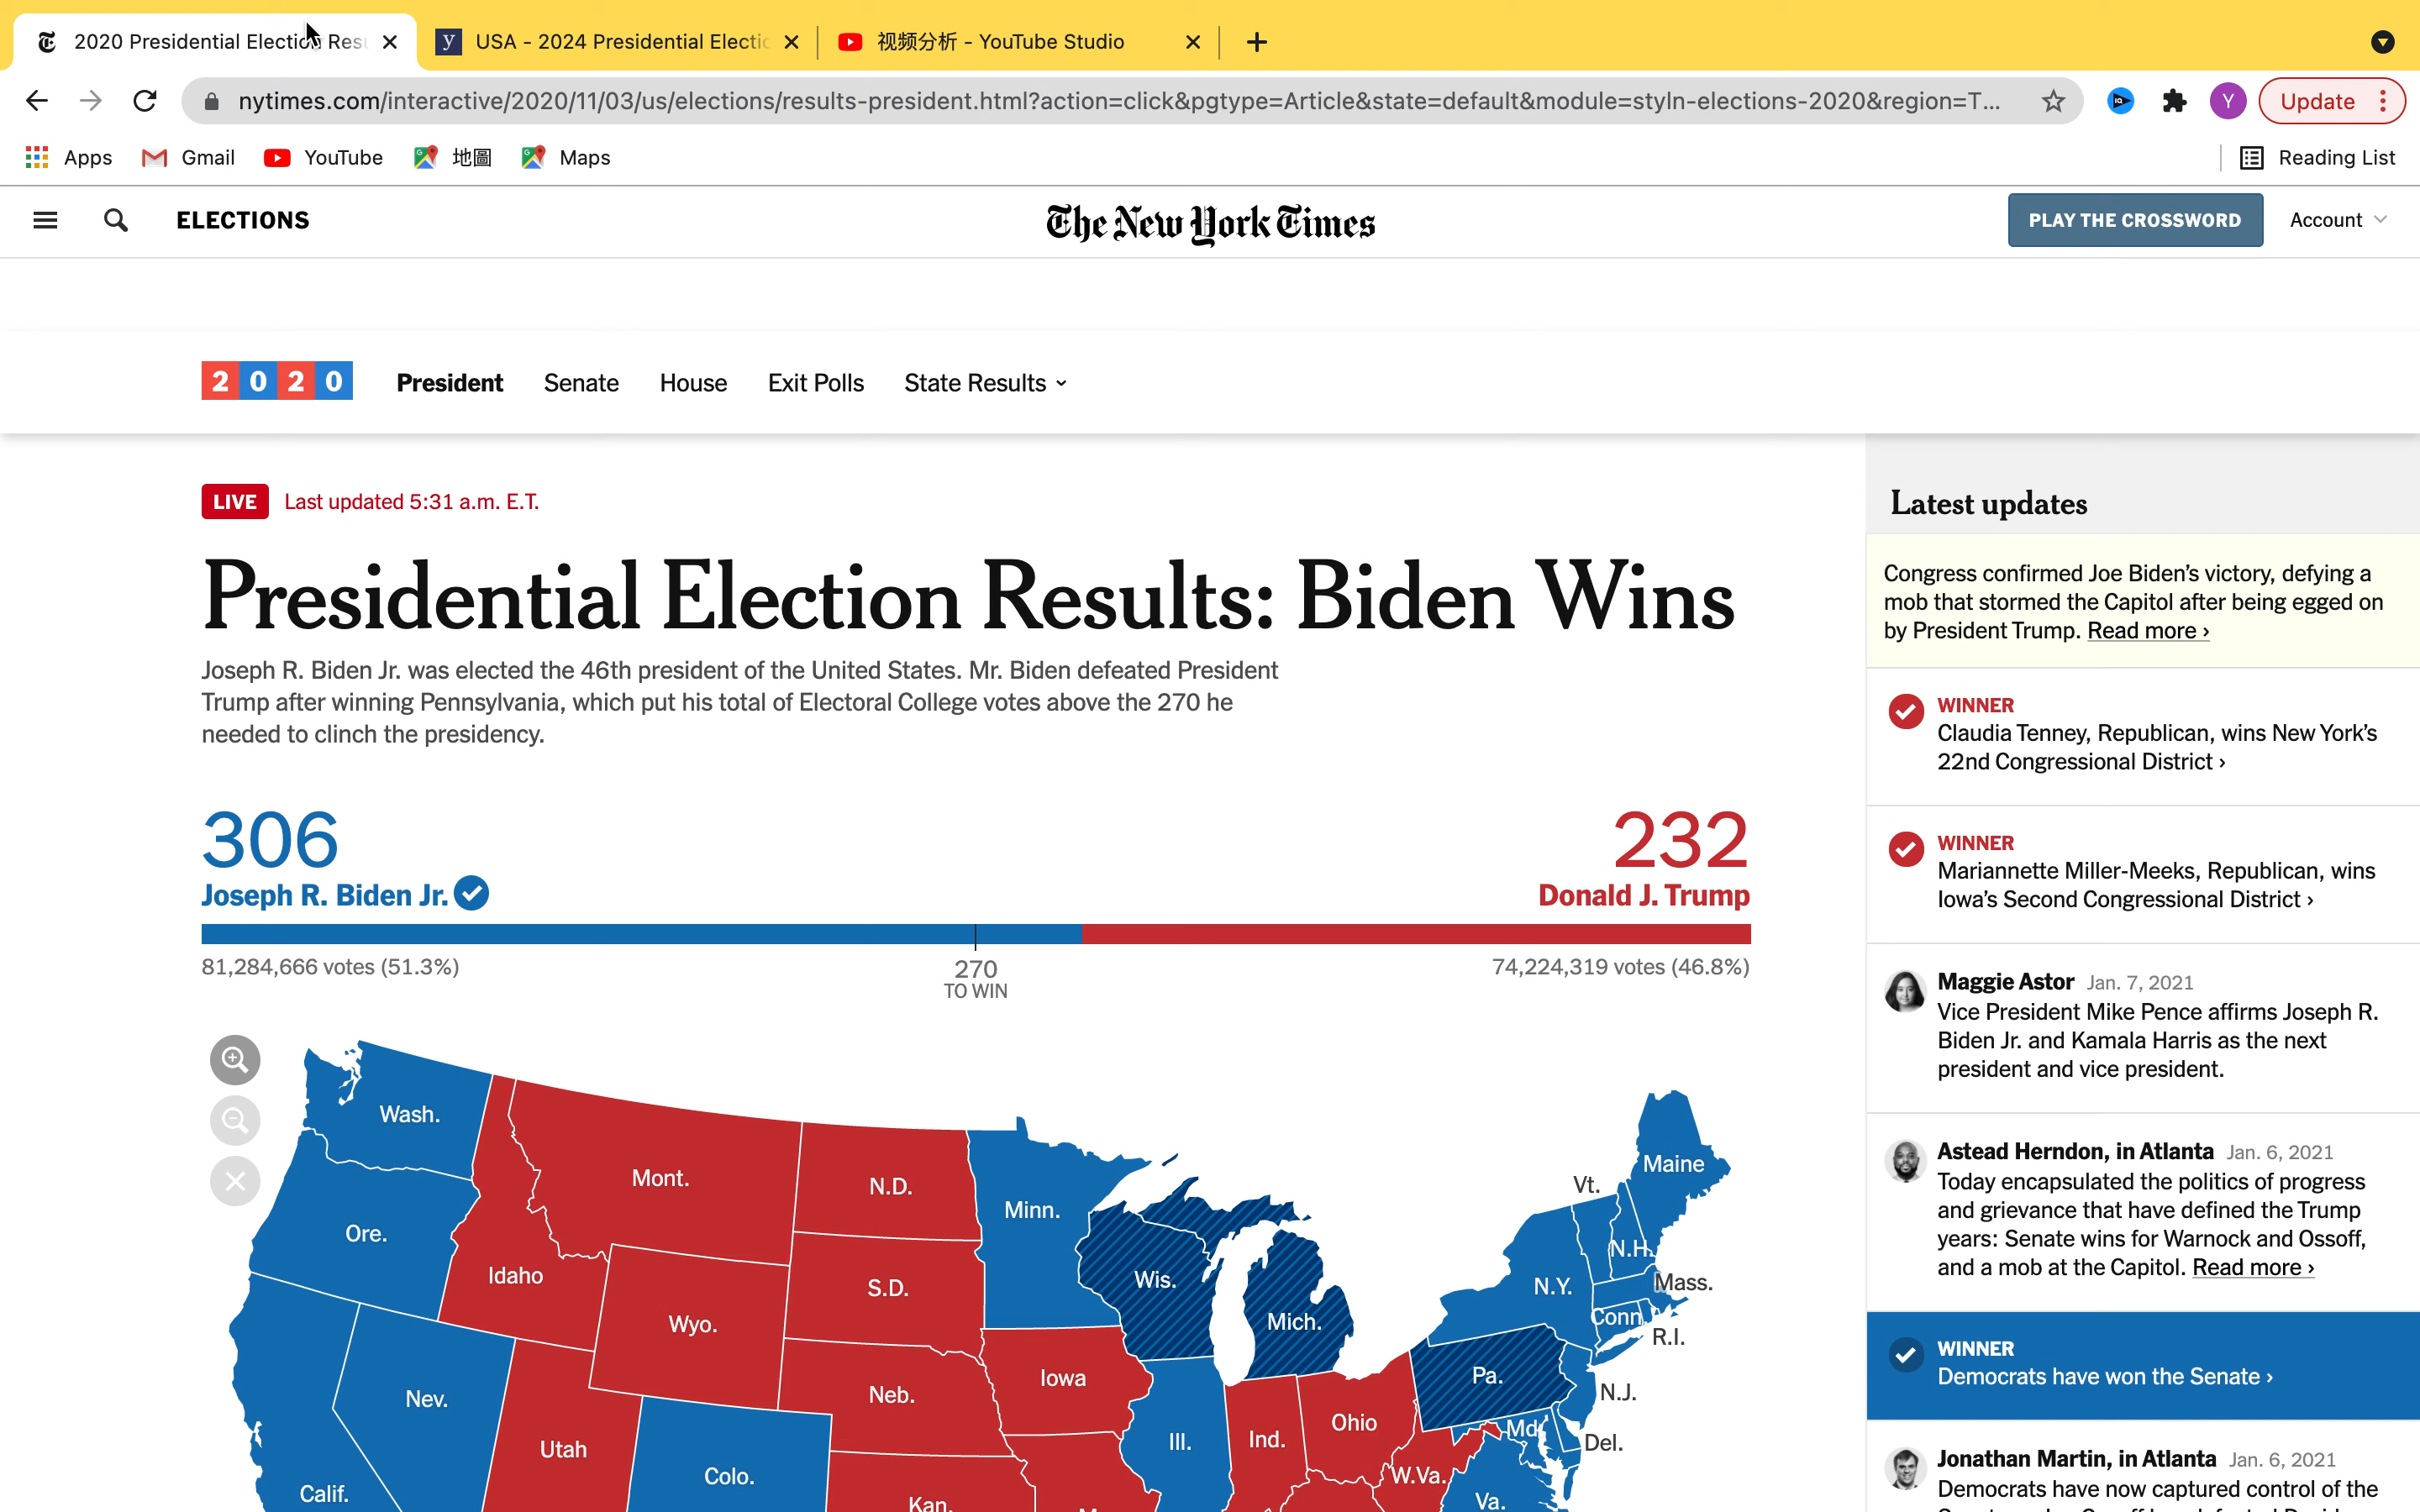 2020 Presidential Election Resu
USA - 2024 Presidential Electio
视频分析 - YouTube Studio
nytimes.com/interactive/2020/11/03/us/elections/results-president.html?action=click&pgtype=Article&state=default&module=styln-elections-2020&region=T...
Y
Update
Apps
Gmail
YouTube
地圖
Maps
Reading List
ELECTIONS
The New York Times
PLAY THE CROSSWORD
Account
2020
President
Senate
House
Exit Polls
State Results
LIVE
Last updated 5:31 a.m. E.T.
Presidential Election Results: Biden Wins
Joseph R. Biden Jr. was elected the 46th president of the United States. Mr. Biden defeated President
Trump after winning Pennsylvania, which put his total of Electoral College votes above the 270 he
needed to clinch the presidency.
306
232
Joseph R. Biden Jr.
Donald J. Trump
81,284,666 votes (51.3%)
270
TO WIN
74,224,319 votes (46.8%)
Wash.
Mont.
N.D.
Minn.
Maine
Vt.
Ore.
Idaho
S.D.
Wis.
N.H.
N.Y.
Mass.
Wyo.
Mich.
Conn.
R.I.
Iowa
Pa.
Nev.
Neb.
N.J.
Ohio
Md.
Utah
Ill.
Ind.
Del.
Colo.
W.Va.
Calif.
Kan.
Va.
Latest updates
Congress confirmed Joe Biden’s victory, defying a
mob that stormed the Capitol after being egged on
by President Trump. Read more ›
WINNER
Claudia Tenney, Republican, wins New York’s
22nd Congressional District ›
WINNER
Mariannette Miller-Meeks, Republican, wins
Iowa’s Second Congressional District ›
Maggie Astor Jan. 7, 2021
Vice President Mike Pence affirms Joseph R.
Biden Jr. and Kamala Harris as the next
president and vice president.
Astead Herndon, in Atlanta Jan. 6, 2021
Today encapsulated the politics of progress
and grievance that have defined the Trump
years: Senate wins for Warnock and Ossoff,
and a mob at the Capitol. Read more ›
WINNER
Democrats have won the Senate ›
Jonathan Martin, in Atlanta Jan. 6, 2021
Democrats have now captured control of the